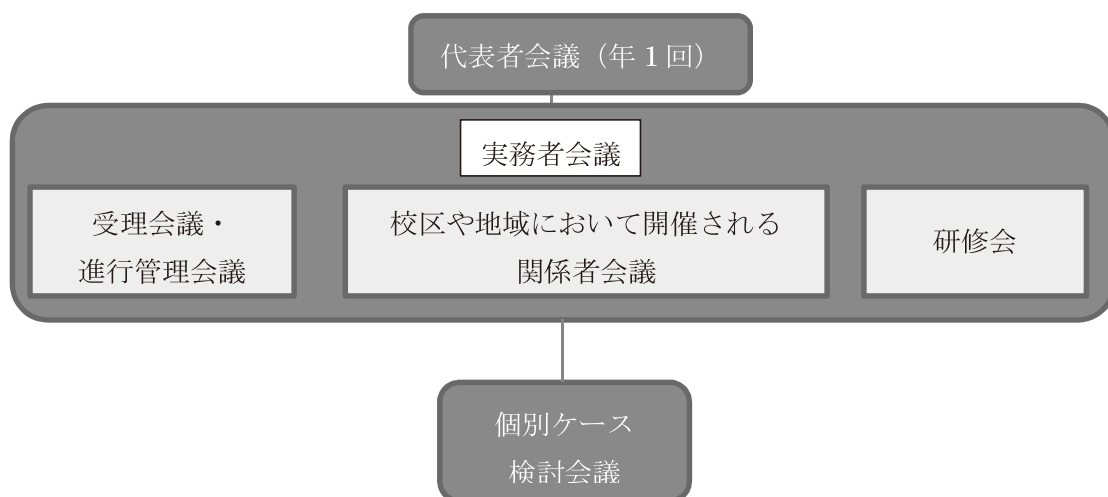 代表者会議（年 1 回）
実務者会議
受理会議・
進行管理会議
校区や地域において開催される
関係者会議
研修会
個別ケース
検討会議